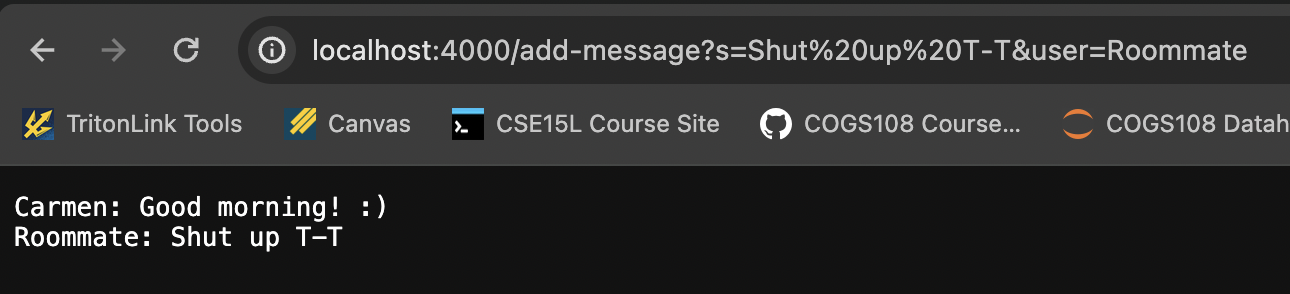 localhost:4000/add-message?s=Shut%20up%20T-T&user=Roommate
TritonLink Tools Canvas CSE15L Course Site COGS108 Course... COGS108 Datah
Carmen: Good morning! :)
Roommate: Shut up T-T